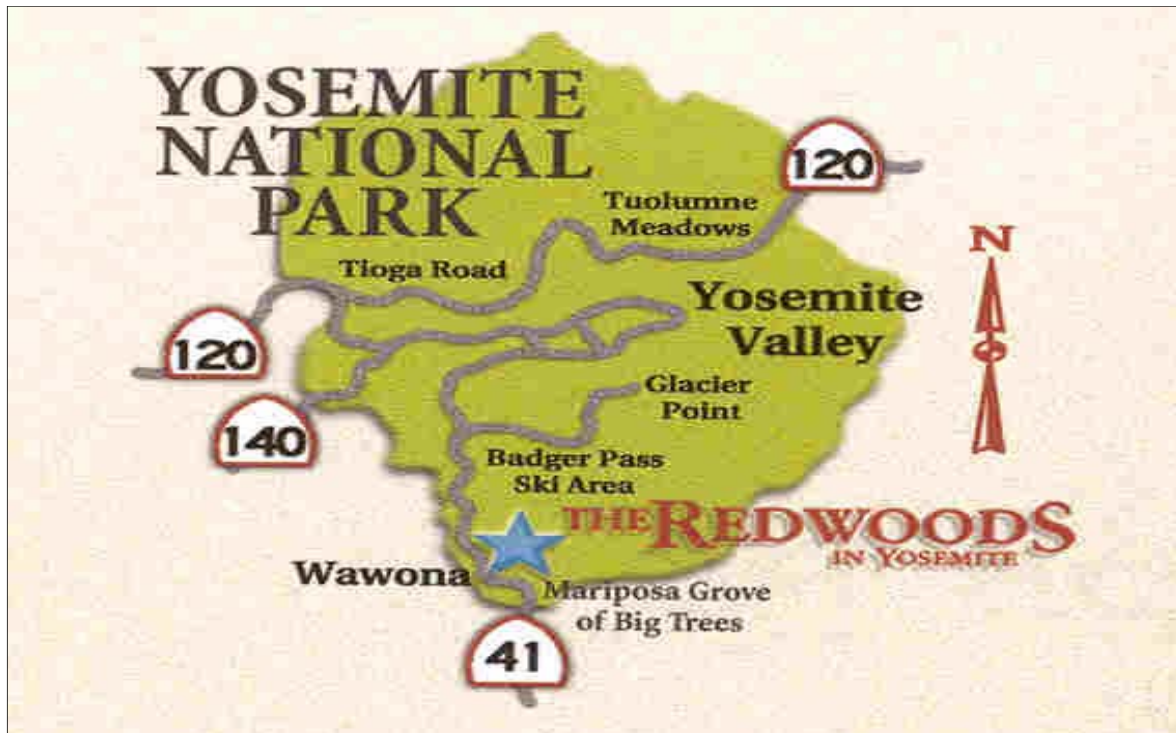 YOSEMITE
NATIONAL
PARK
120
Tuolumne
Meadows
N
Tioga Road
Yosemite
Valley
120
Glacier
Point
140
Badger Pass
Ski Area
THE REDWOODS
IN YOSEMITE
Wawona
Mariposa Grove
of Big Trees
41